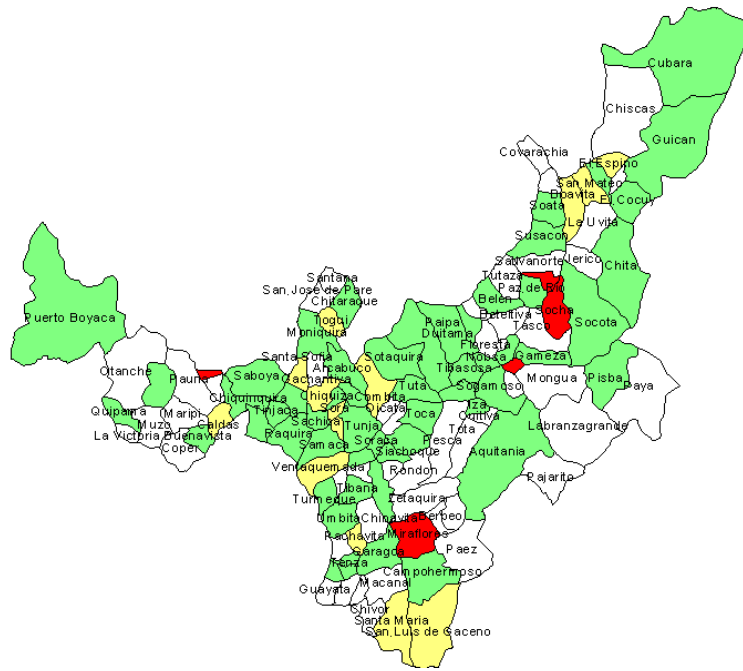 Cubara
Chiscas
Guican
Covarachia
El Espino
San Mateo
Boavita
El Cocuy
Soata
La Uvita
Susacon
Sativanorte
Jerico
Chita
Tutaza
Paz de Rio
Santana
San Jose de Pare
Chitaraque
Belen
Socha
Puerto Boyaca
Togui
Moniquira
Paipa
Duitama
Tasco
Socota
Floresta
Nobsa
Gameza
Santa Sofia
Arcabuco
Sotaquira
Otanche
Pauna
Saboya
Gachantiva
Tibasosa
Mongua
Pisba
Paya
Tuta
Sogamoso
Chiquinquira
Chiquiza
Combita
Oicata
Quipama
Maripi
Tinjaca
Sora
Toca
Iza
Cuitiva
Muzo
Caldas
Sachica
Tunja
Tota
Labranzagrande
La Victoria
Buenavista
Raquira
Samaca
Soraca
Pesca
Coper
Siachoque
Aquitania
Ventaquemada
Rondon
Pajarito
Tibana
Turmeque
Zetaquira
Umbita
Chinavita
Berbeo
Pachavita
Miraflores
Garagoa
Paez
Tenza
Campohermoso
Guayata
Macanal
Chivor
Santa Maria
San Luis de Gaceno